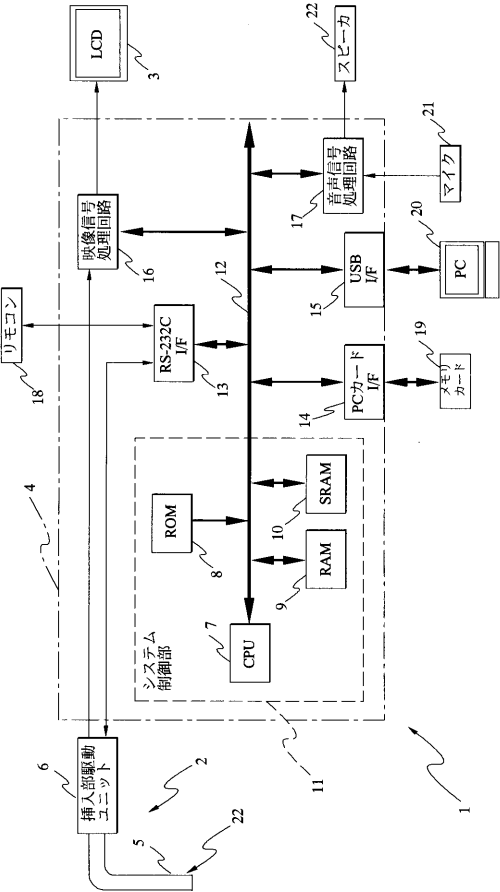 LCD
3
22
スピーカ
映像信号
処理回路
16
音声信号
処理回路
17
21
マイク
20
PC
リモコン
18
12
RS-232C
I/F
13
USB
I/F
15
PCカード
I/F
14
19
メモリ
カード
4
ROM
8
SRAM
10
RAM
9
7
CPU
システム
制御部
11
6
挿入部駆動
ユニット
2
5
22
1